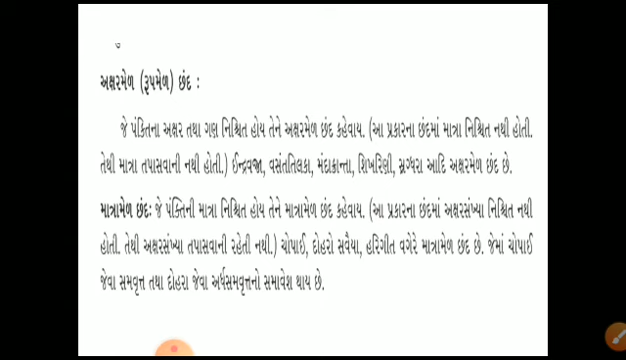 અક્ષરમેળ (રૂપમેળ) છંદ :
જે પંક્તિના અક્ષર તથા ગણ નિશ્ચિત હોય તેને અક્ષરમેળ છંદ કહેવાય. (આ પ્રકારના છંદમાં માત્રા નિશ્ચિત નથી હોતી.
તેથી માત્રા તપાસવાની નથી હોતી.) ઈન્દ્રવજા, વસંતતિલકા, મંદાક્રાન્તા, શિખરિણી, સ્રગ્ધરા આદિ અક્ષરમેળ છંદ છે.
માત્રામેળ છંદઃ જે પંક્તિની માત્રા નિશ્ચિત હોય તેને માત્રામેળ છંદ કહેવાય. (આ પ્રકારના છંદમાં અક્ષરસંખ્યા નિશ્ચિત નથી
હોતી. તેથી અક્ષરસંખ્યા તપાસવાની રહેતી નથી.) ચોપાઈ, દોહરો સવૈયા, હરિગીત વગેરે માત્રામેળ છંદ છે. જેમાં ચોપાઈ
જેવા સમવૃત્ત તથા દોહરા જેવા અર્ધસમવૃત્તનો સમાવેશ થાય છે.